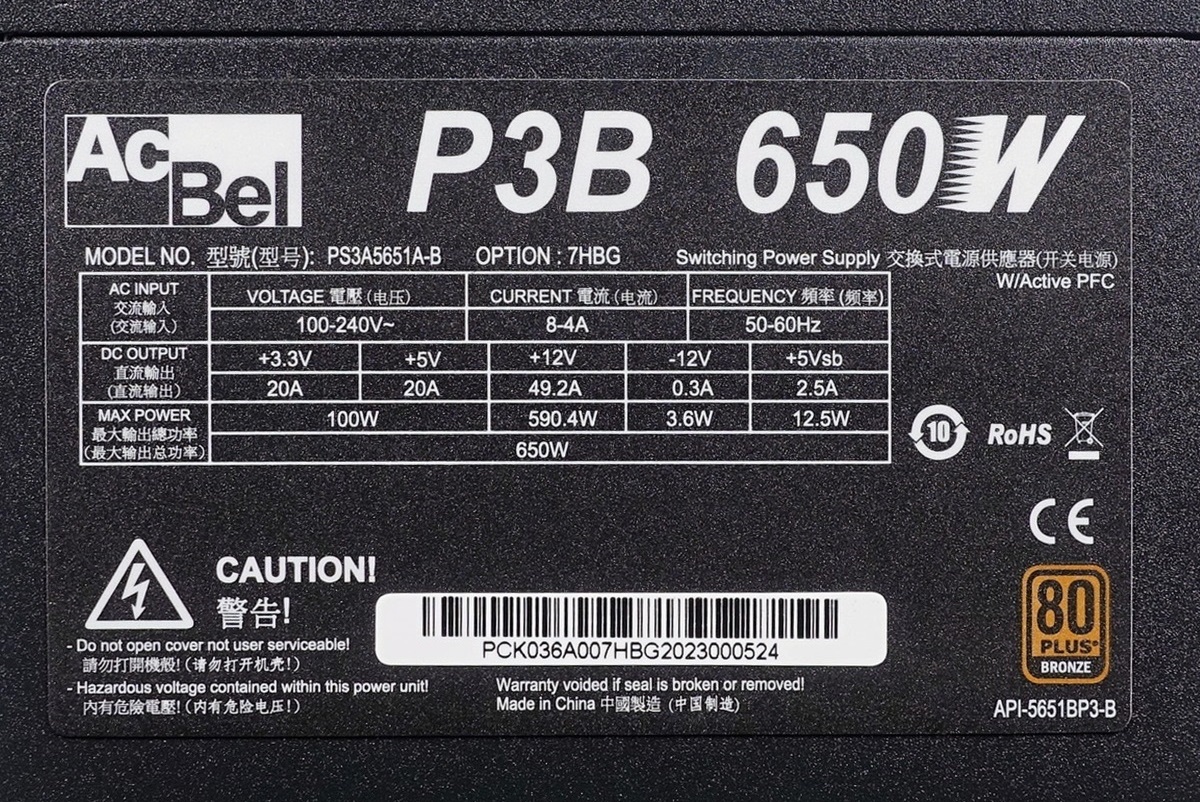 AcBel
P3B 650W
MODEL NO. 型號(型号): PS3A5651A-B OPTION : 7HBG
Switching Power Supply 交換式電源供應器(开关电源)
W/Active PFC
AC INPUT
交流輸入
(交流输入)
VOLTAGE 電壓 (电压) CURRENT 電流 (电流) FREQUENCY 頻率 (频率)
100-240V~ 8-4A 50-60Hz
DC OUTPUT
直流輸出
(直流输出)
+3.3V +5V +12V -12V +5Vsb
20A 20A 49.2A 0.3A 2.5A
MAX POWER
最大輸出總功率
(最大输出总功率)
100W 590.4W 3.6W 12.5W
650W
10 RoHS
CE
CAUTION!
警告!
- Do not open cover not user serviceable!
請勿打開機殼! (请勿打开机壳!)
- Hazardous voltage contained within this power unit!
內有危險電壓! (内有危险电压!)
PCK036A007HBG2023000524
Warranty voided if seal is broken or removed!
Made in China 中國製造 (中国制造)
80
PLUS®
BRONZE
API-5651BP3-B